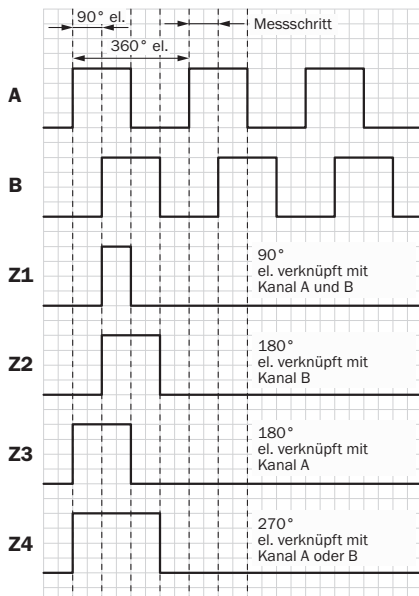 90° el.
Messschritt
360° el.
A
B
Z1
90°
el. verknüpft mit
Kanal A und B
Z2
180°
el. verknüpft mit
Kanal B
Z3
180°
el. verknüpft mit
Kanal A
Z4
270°
el. verknüpft mit
Kanal A oder B